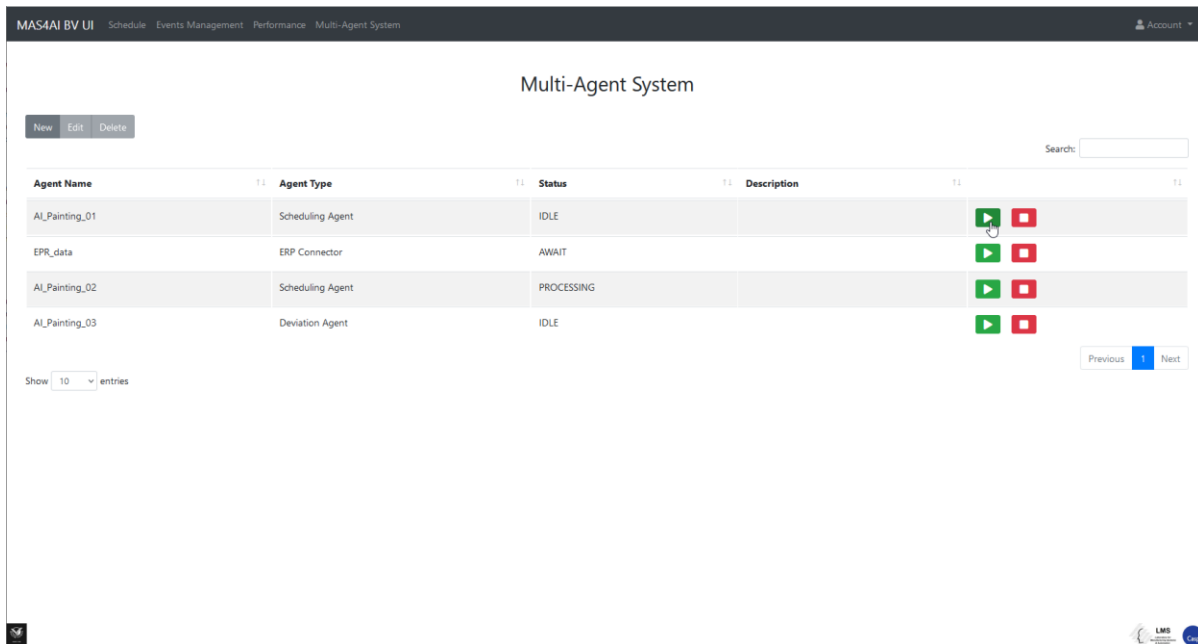 MAS4AI BV UI Schedule Events Management Performance Multi-Agent System Account
Multi-Agent System
New Edit Delete
Search:
Agent Name Agent Type Status Description
AI_Painting_01 Scheduling Agent IDLE
EPR_data ERP Connector AWAIT
AI_Painting_02 Scheduling Agent PROCESSING
AI_Painting_03 Deviation Agent IDLE
Previous 1 Next
Show 10 entries
LMS